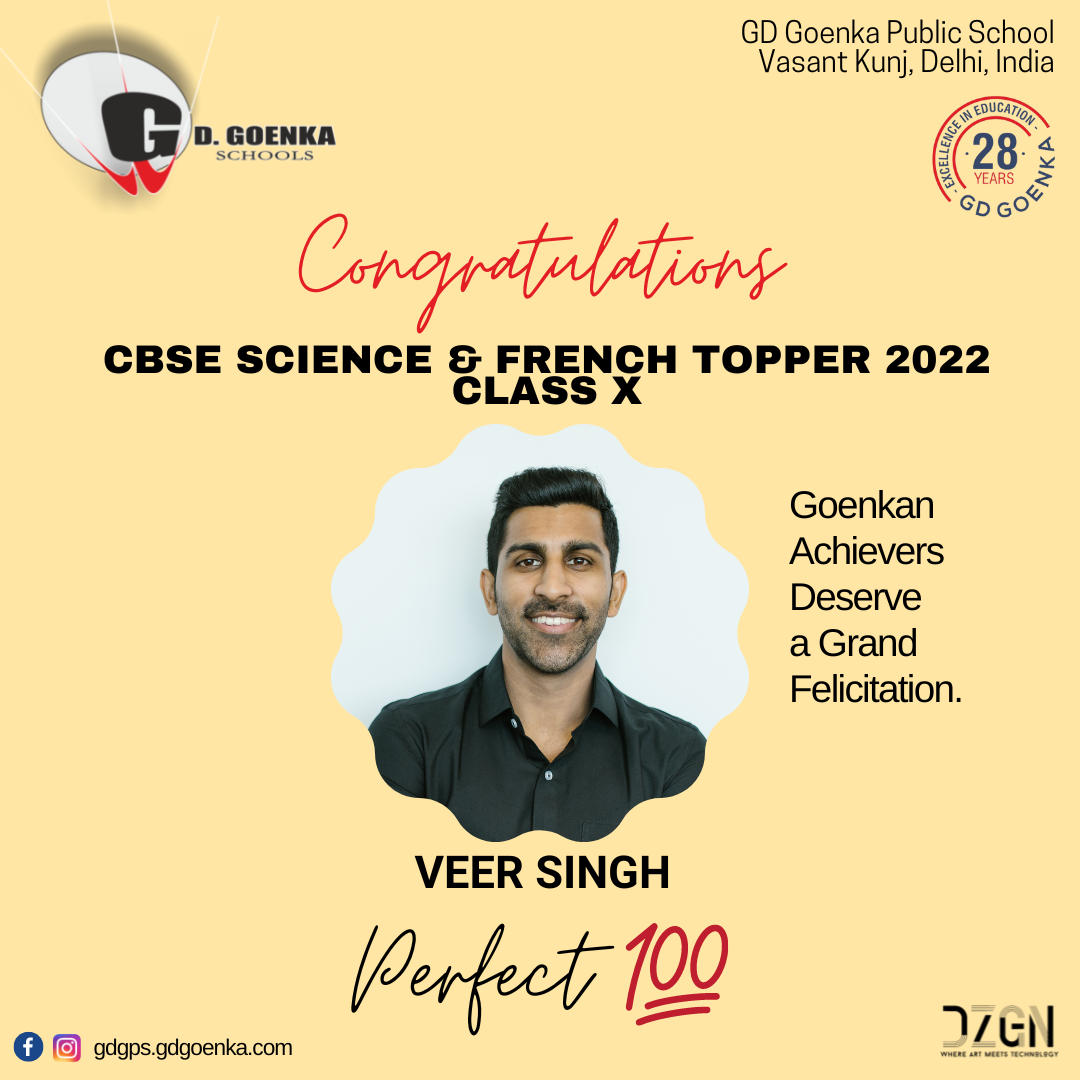 GD Goenka Public School
Vasant Kunj, Delhi, India
G D. GOENKA
SCHOOLS
- EXCELLENCE IN EDUCATION -
· 28 ·
YEARS
GD GOENKA
Congratulations
CBSE SCIENCE & FRENCH TOPPER 2022
CLASS X
Goenkan
Achievers
Deserve
a Grand
Felicitation.
VEER SINGH
Perfect 100
gdgps.gdgoenka.com
DZGN
WHERE ART MEETS TECHNOLOGY